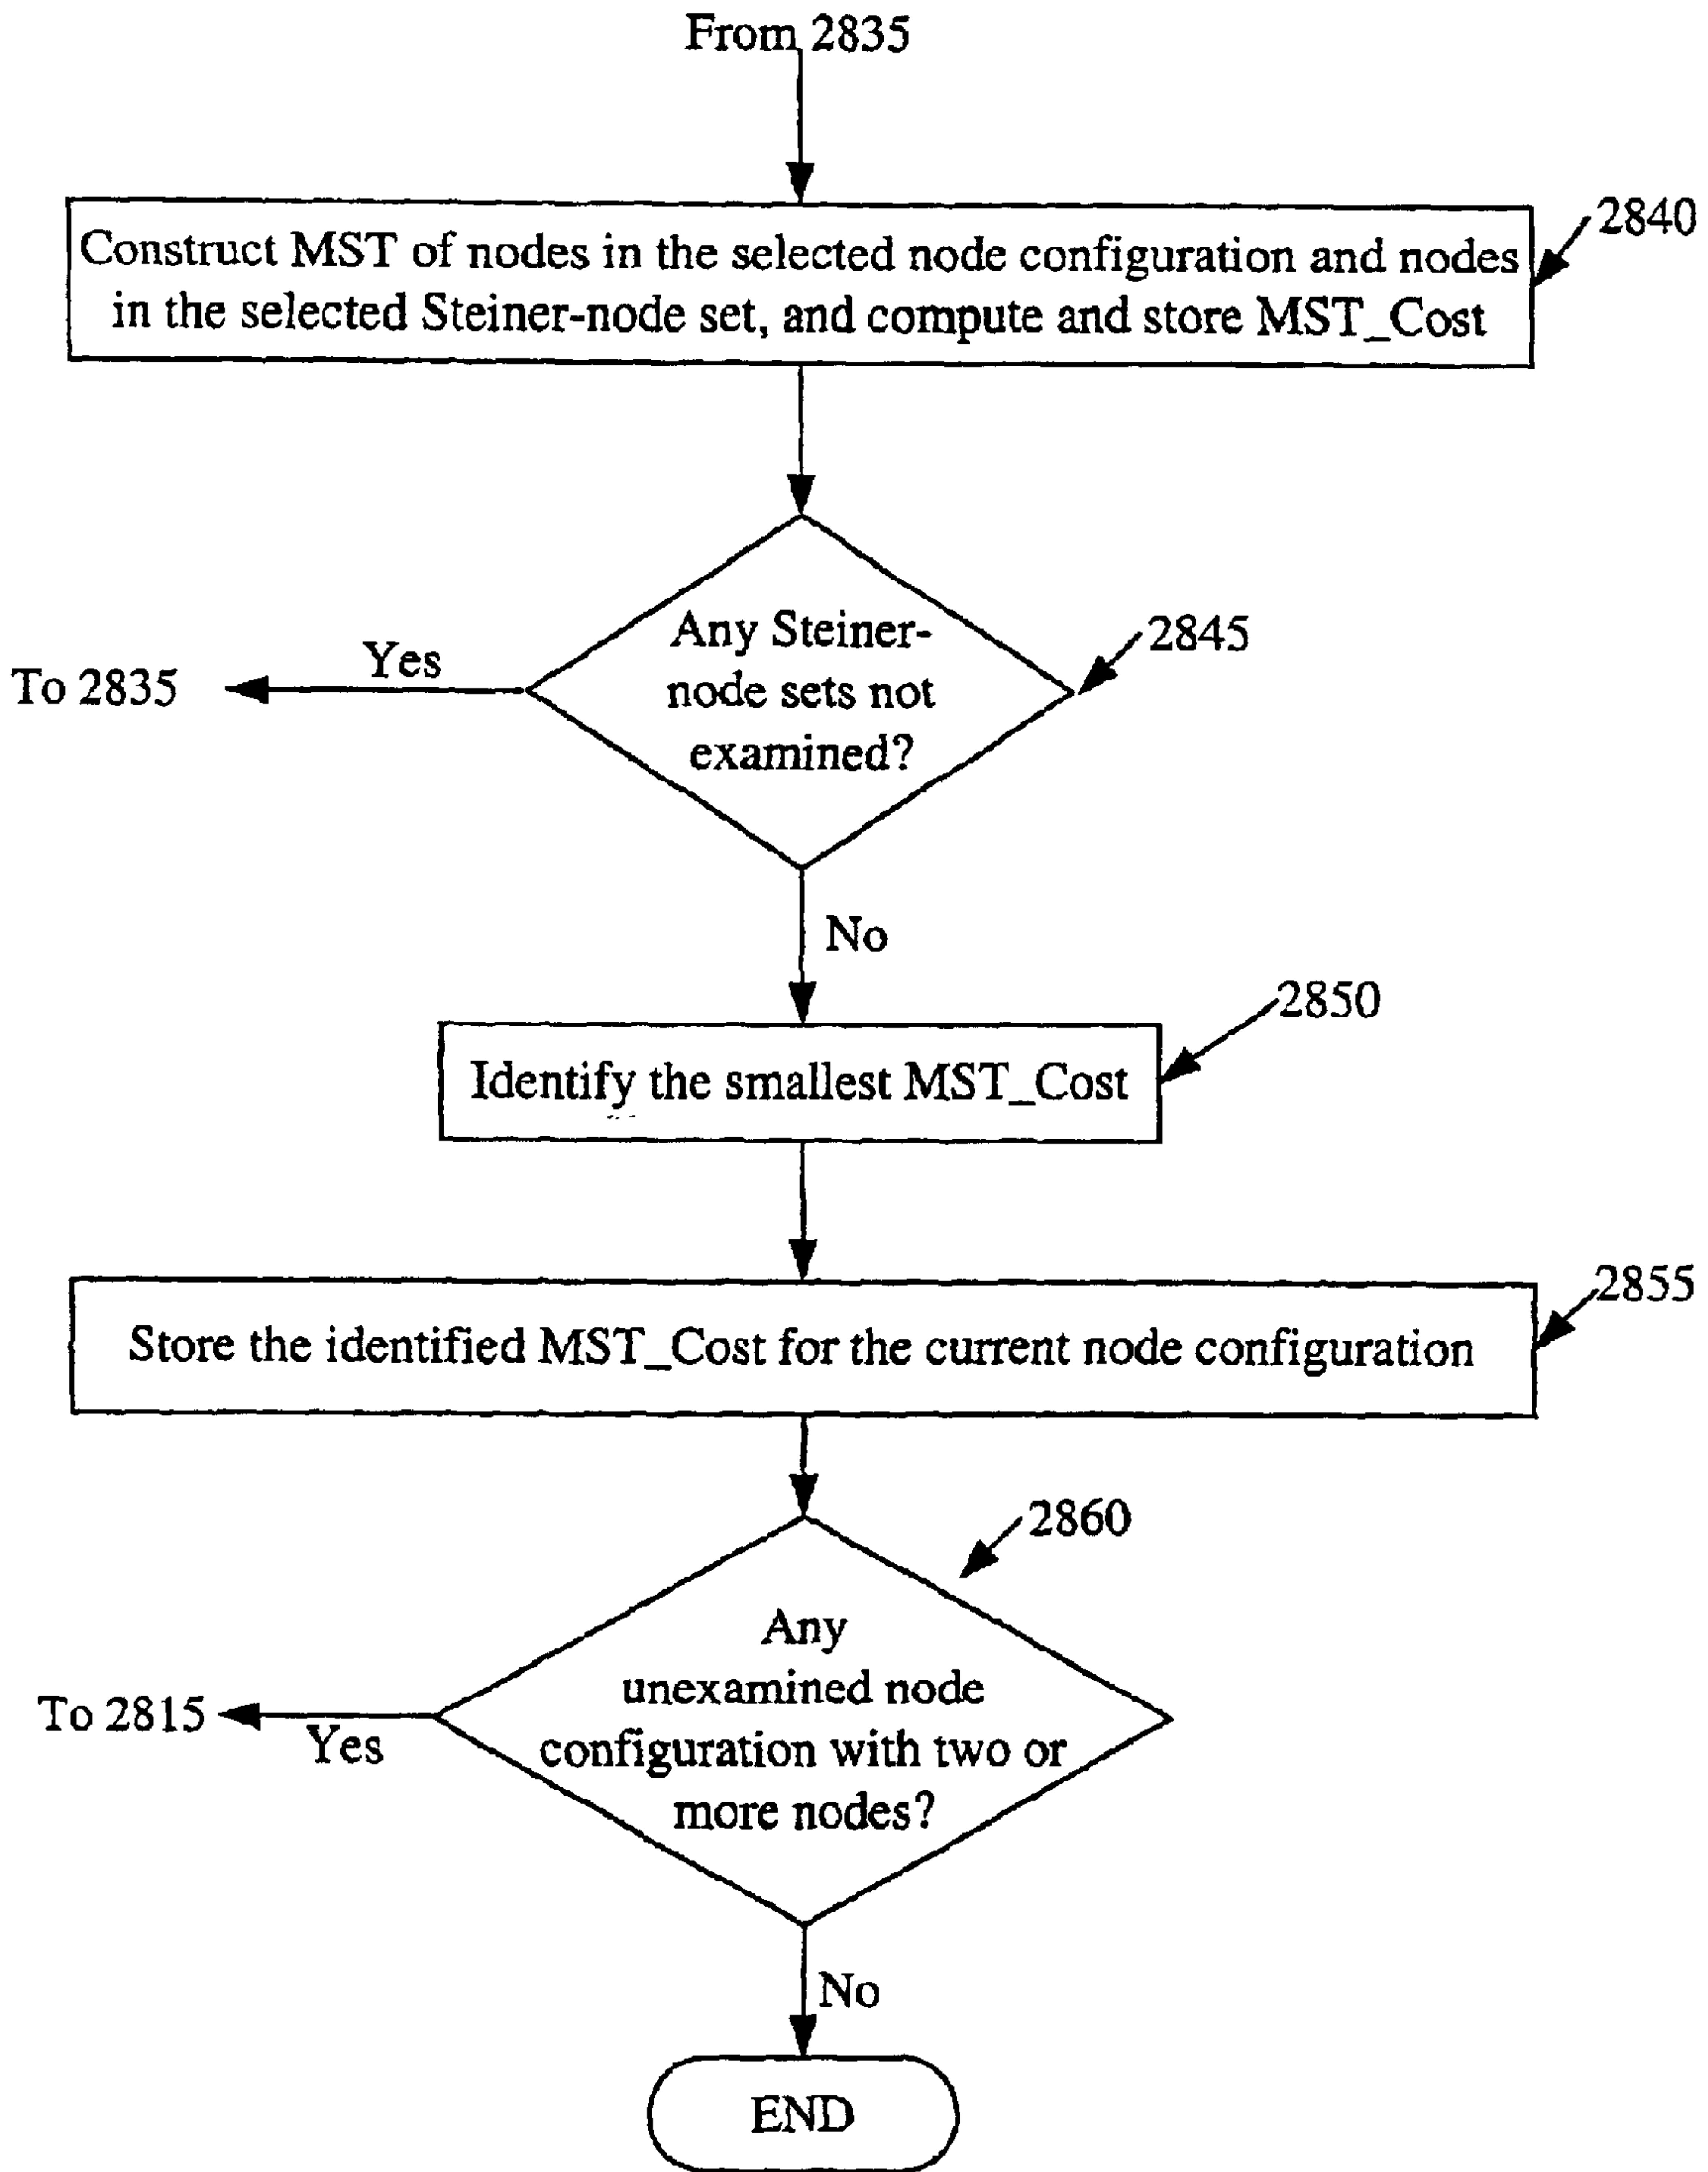 From 2835
Construct MST of nodes in the selected node configuration and nodes
in the selected Steiner-node set, and compute and store MST_Cost
2840
Any Steiner-
node sets not
examined?
2845
Yes
To 2835
No
2850
Identify the smallest MST_Cost
2855
Store the identified MST_Cost for the current node configuration
2860
Any
unexamined node
configuration with two or
more nodes?
To 2815
Yes
No
END